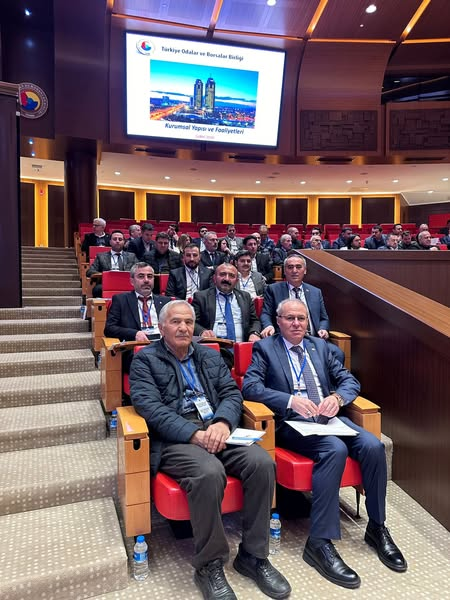 Türkiye Odalar ve Borsalar Birliği
Kurumsal Yapısı ve Faaliyetleri